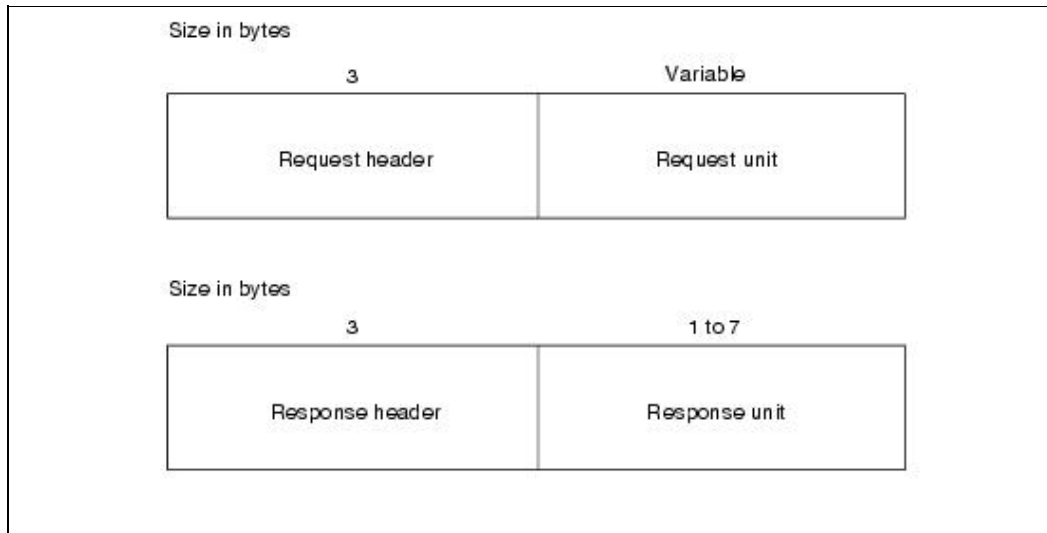 Size in bytes
3 Variable
Request header Request unit
Size in bytes
3 1 to 7
Response header Response unit